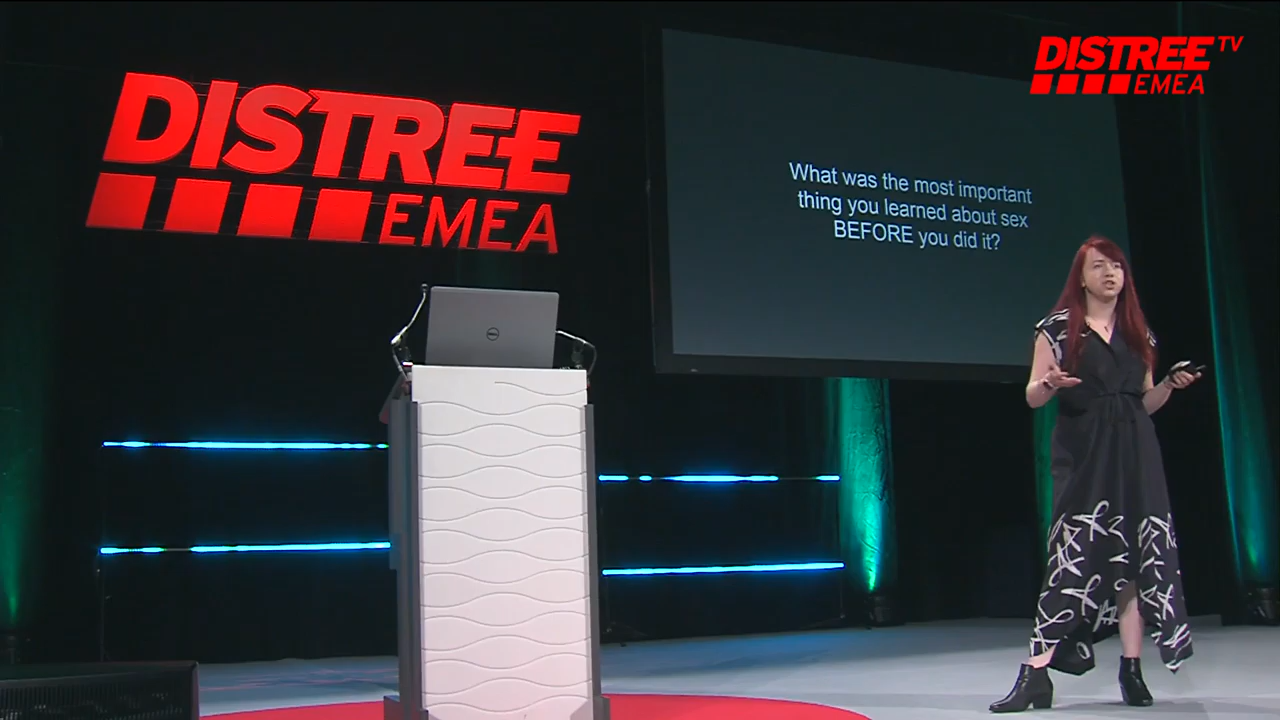 DISTREE
EMEA
What was the most important
thing you learned about sex
BEFORE you did it?
DISTREE TV
EMEA
DELL